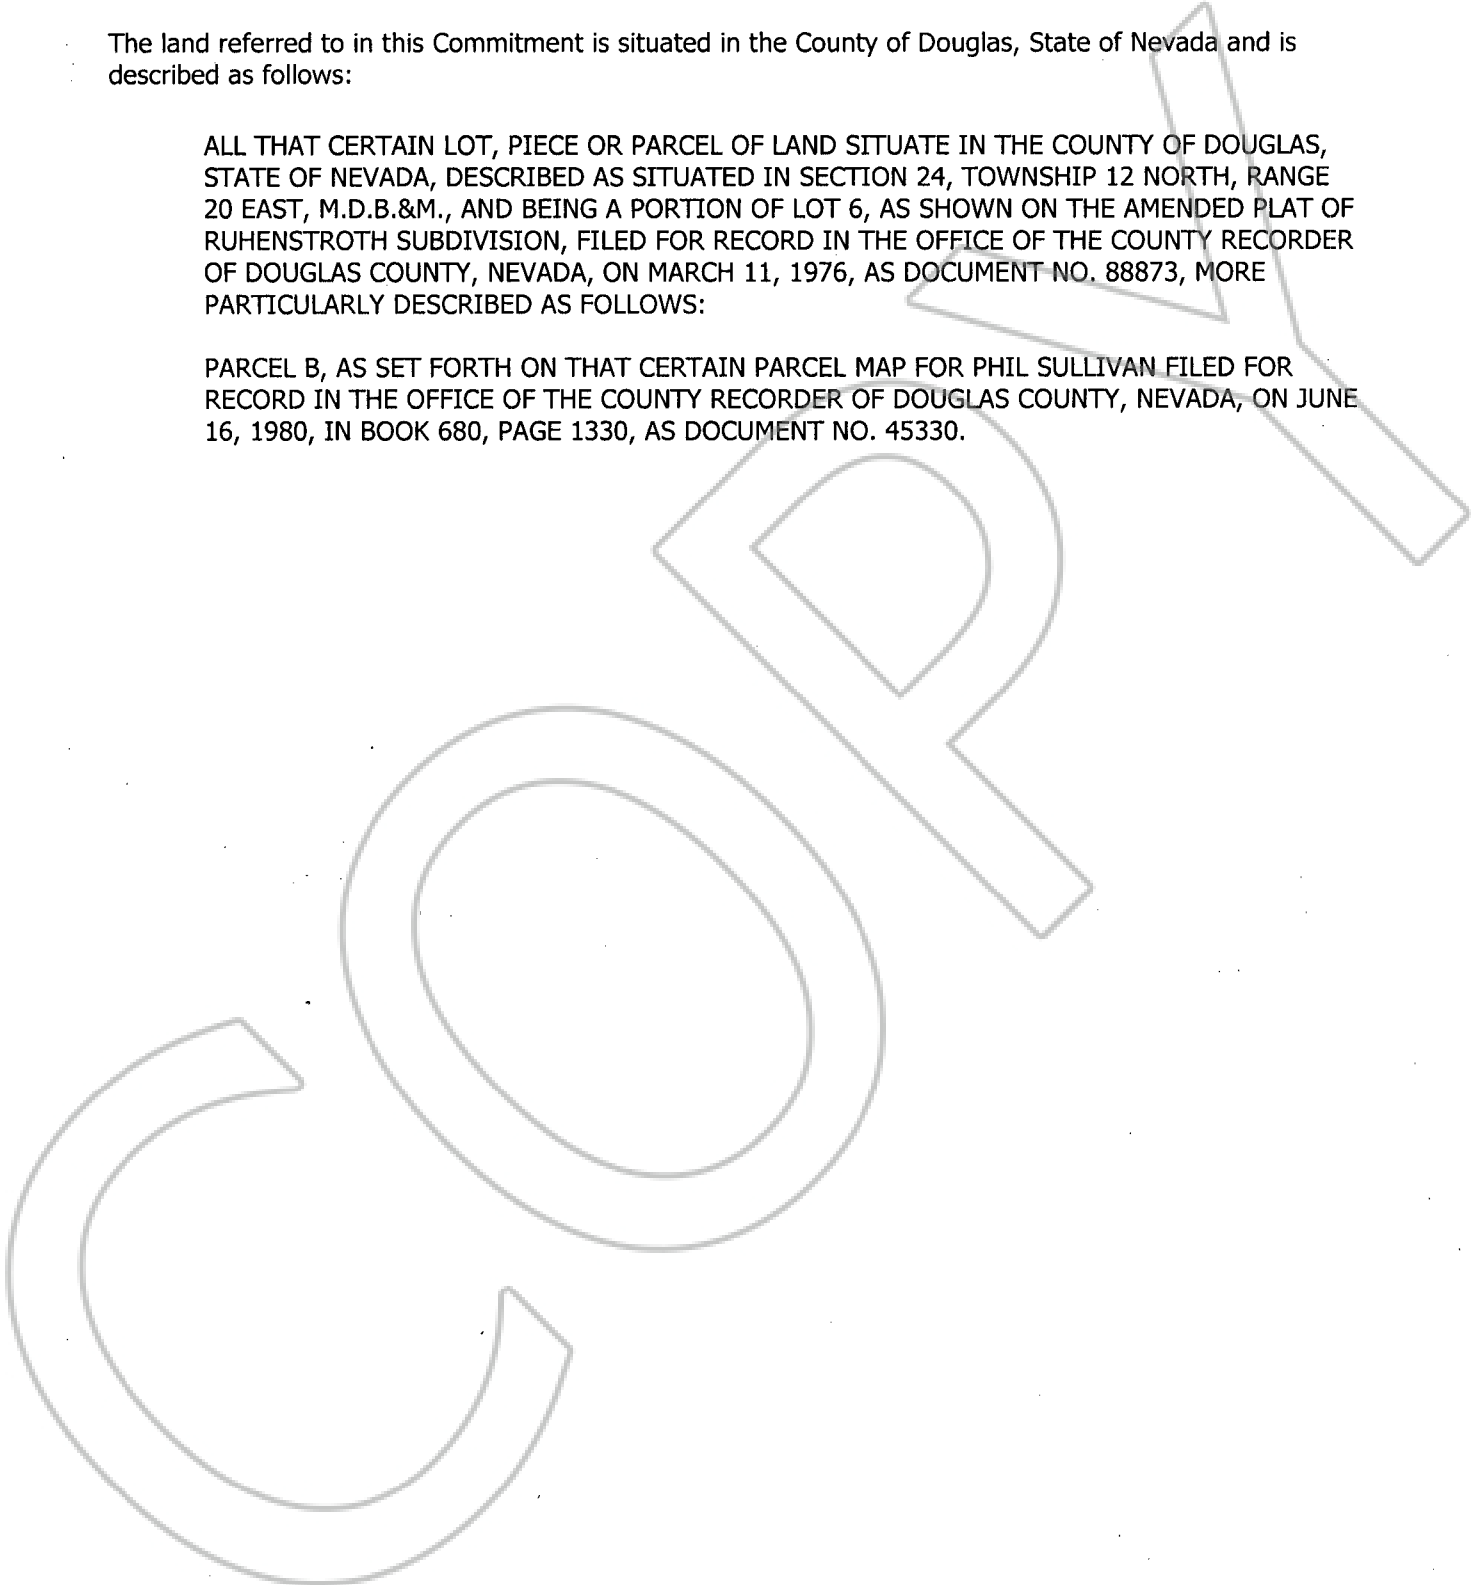 The land referred to in this Commitment is situated in the County of Douglas, State of Nevada and is
described as follows:
ALL THAT CERTAIN LOT, PIECE OR PARCEL OF LAND SITUATE IN THE COUNTY OF DOUGLAS,
STATE OF NEVADA, DESCRIBED AS SITUATED IN SECTION 24, TOWNSHIP 12 NORTH, RANGE
20 EAST, M.D.B.&M., AND BEING A PORTION OF LOT 6, AS SHOWN ON THE AMENDED PLAT OF
RUHENSTROTH SUBDIVISION, FILED FOR RECORD IN THE OFFICE OF THE COUNTY RECORDER
OF DOUGLAS COUNTY, NEVADA, ON MARCH 11, 1976, AS DOCUMENT NO. 88873, MORE
PARTICULARLY DESCRIBED AS FOLLOWS:
PARCEL B, AS SET FORTH ON THAT CERTAIN PARCEL MAP FOR PHIL SULLIVAN FILED FOR
RECORD IN THE OFFICE OF THE COUNTY RECORDER OF DOUGLAS COUNTY, NEVADA, ON JUNE
16, 1980, IN BOOK 680, PAGE 1330, AS DOCUMENT NO. 45330.
COPY